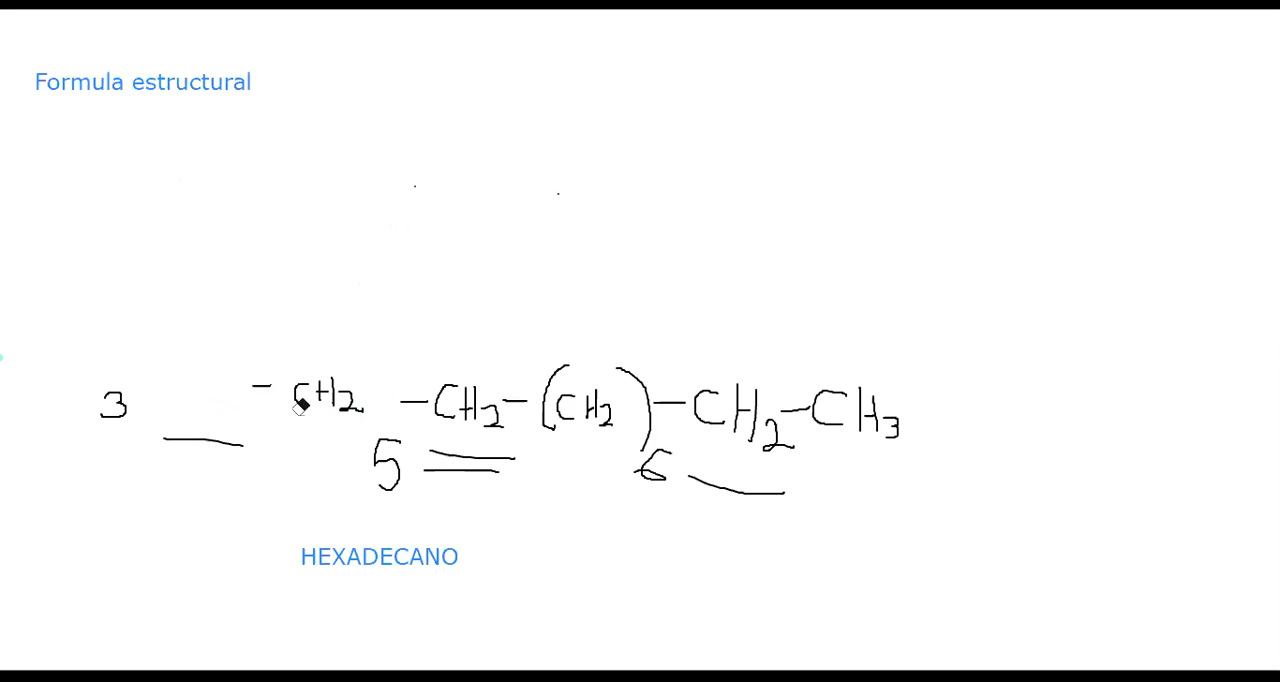 Formula estructural
3 - CH2 - CH2 - (CH2) - CH2 - CH3
5 6
HEXADECANO